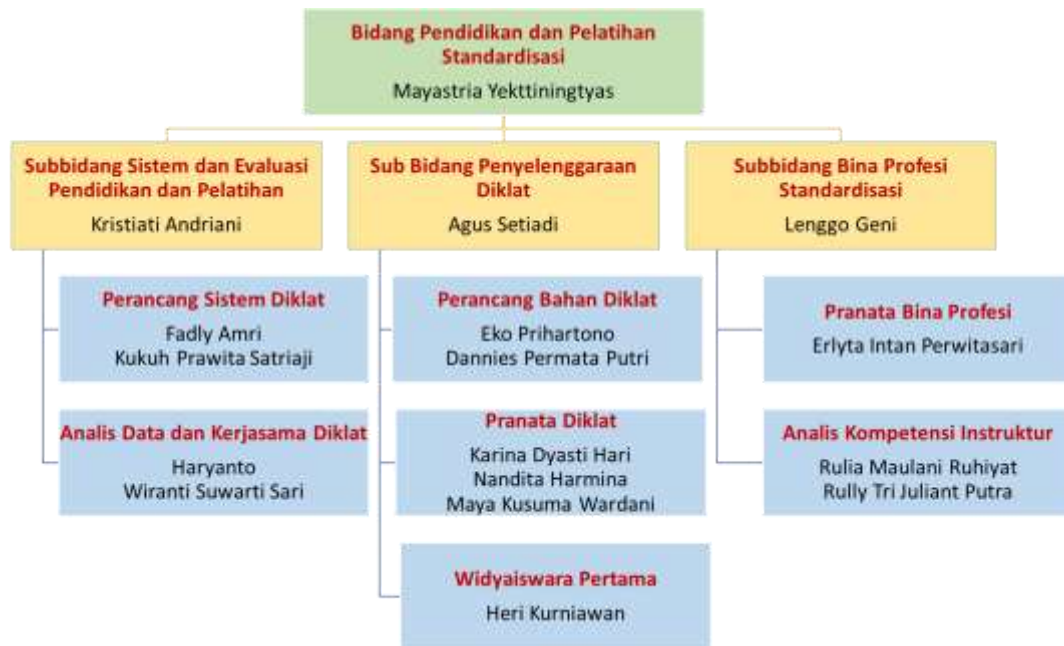 Bidang Pendidikan dan Pelatihan
Standardisasi
Mayastria Yekttiningtyas
Subbidang Sistem dan Evaluasi
Pendidikan dan Pelatihan
Kristiati Andriani
Sub Bidang Penyelenggaraan
Diklat
Agus Setiadi
Subbidang Bina Profesi
Standardisasi
Lenggo Geni
Perancang Sistem Diklat
Fadly Amri
Kukuh Prawita Satriaji
Perancang Bahan Diklat
Eko Prihartono
Dannies Permata Putri
Pranata Bina Profesi
Erlyta Intan Perwitasari
Analis Data dan Kerjasama Diklat
Haryanto
Wiranti Suwarti Sari
Pranata Diklat
Karina Dyasti Hari
Nandita Harmina
Maya Kusuma Wardani
Analis Kompetensi Instruktur
Rulia Maulani Ruhiyat
Rully Tri Juliant Putra
Widyaiswara Pertama
Heri Kurniawan